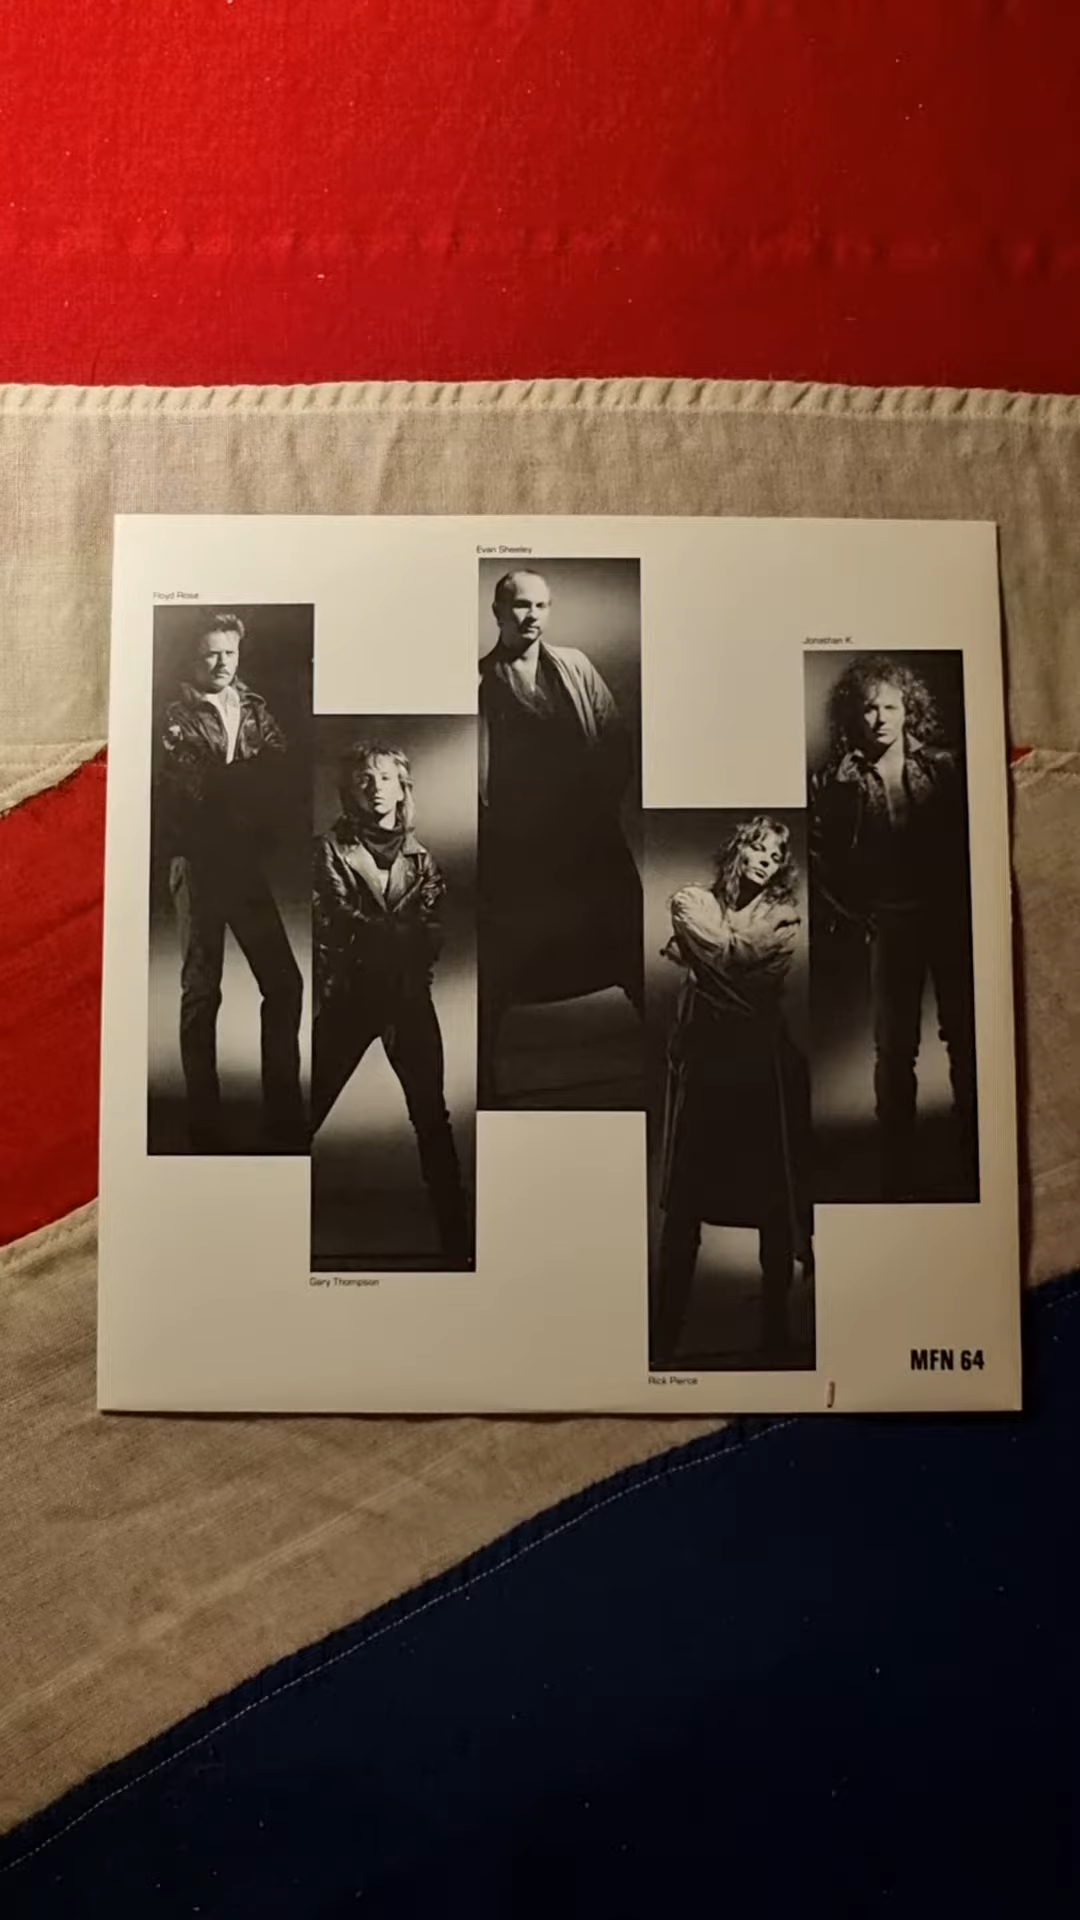 Evan Sheeley
Floyd Rose
Jonathan K.
Gary Thompson
MFN 64
Rick Pierce